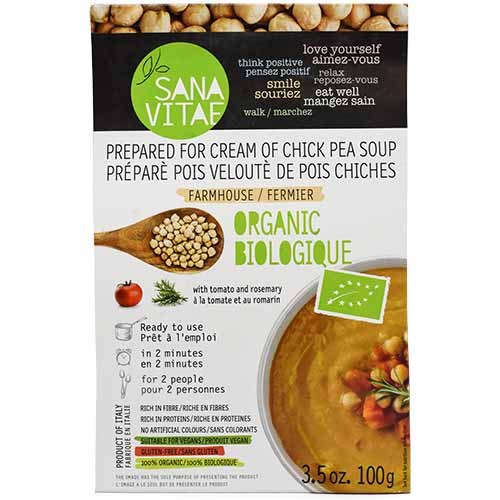 SANA
VITAE
love yourself
aimez-vous
think positive
pensez positif
relax
reposez-vous
smile
souriez
eat well
mangez sain
walk / marchez
PREPARED FOR CREAM OF CHICK PEA SOUP
PRÉPARÈ POIS VELOUTÈ DE POIS CHICHES
FARMHOUSE / FERMIER
ORGANIC
BIOLOGIQUE
with tomato and rosemary
à la tomate et au romarin
Ready to use
Prêt à l'emploi
in 2 minutes
en 2 minutes
for 2 people
pour 2 personnes
PRODUCT OF ITALY
FABRIQUÉ EN ITALIE
RICH IN FIBRE/RICHE EN FIBRES
RICH IN PROTEINS/RICHE EN PROTÉINES
NO ARTIFICIAL COLOURS/SANS COLORANTS
SUITABLE FOR VEGANS/PRODUIT VEGAN
GLUTEN-FREE/SANS GLUTEN
100% ORGANIC/100% BIOLOGIQUE
THE IMAGE HAS THE SOLE PURPOSE OF PRESENTING THE PRODUCT
L'IMAGE A LE SOUL BUT DE PRESENTER LE PRODUIT
3.5 oz. 100g